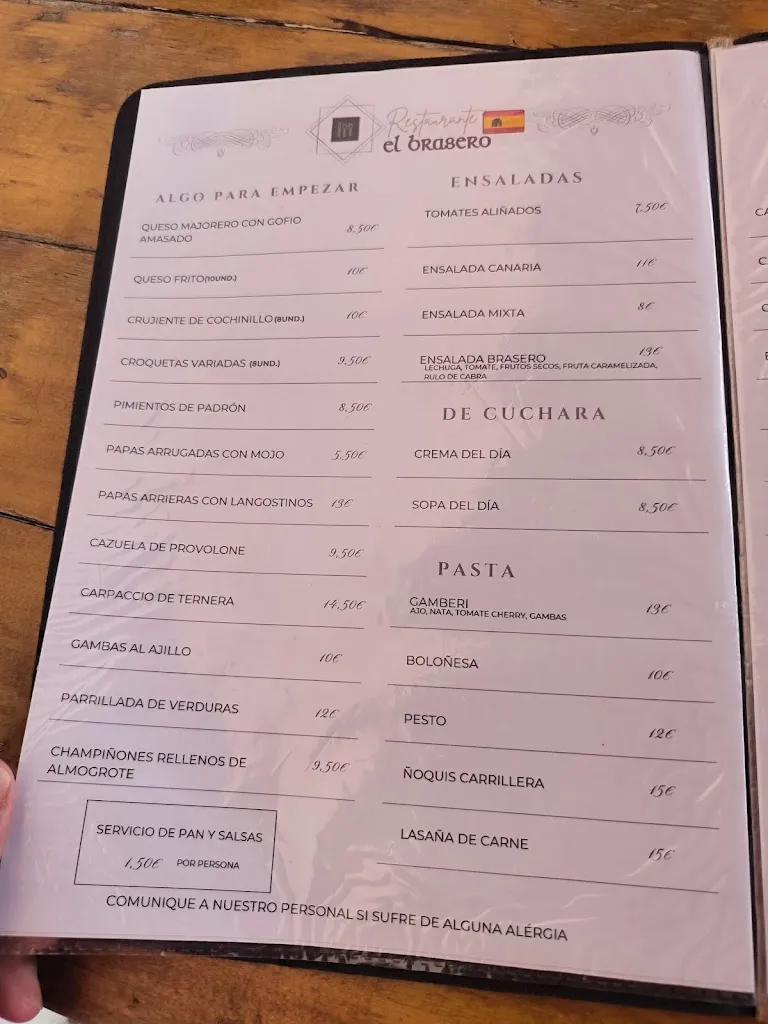 Restaurante
el brasero
ALGO PARA EMPEZAR
QUESO MAJORERO CON GOFIO
AMASADO 8,50€
QUESO FRITO(10UND.) 10€
CRUJIENTE DE COCHINILLO(8UND.) 10€
CROQUETAS VARIADAS (8UND.) 9,50€
PIMIENTOS DE PADRÓN 8,50€
PAPAS ARRUGADAS CON MOJO 5,50€
PAPAS ARRIERAS CON LANGOSTINOS 13€
CAZUELA DE PROVOLONE 9,50€
CARPACCIO DE TERNERA 14,50€
GAMBAS AL AJILLO 10€
PARRILLADA DE VERDURAS 12€
CHAMPIÑONES RELLENOS DE
ALMOGROTE 9,50€
SERVICIO DE PAN Y SALSAS
1,50€ POR PERSONA
ENSALADAS
TOMATES ALIÑADOS 7,50€
ENSALADA CANARIA 11€
ENSALADA MIXTA 8€
ENSALADA BRASERO 13€
LECHUGA, TOMATE, FRUTOS SECOS, FRUTA CARAMELIZADA,
RULO DE CABRA
DE CUCHARA
CREMA DEL DÍA 8,50€
SOPA DEL DÍA 8,50€
PASTA
GAMBERI 13€
AJO, NATA, TOMATE CHERRY, GAMBAS
BOLOÑESA 10€
PESTO 12€
ÑOQUIS CARRILLERA 15€
LASAÑA DE CARNE 15€
COMUNIQUE A NUESTRO PERSONAL SI SUFRE DE ALGUNA ALÉRGIA